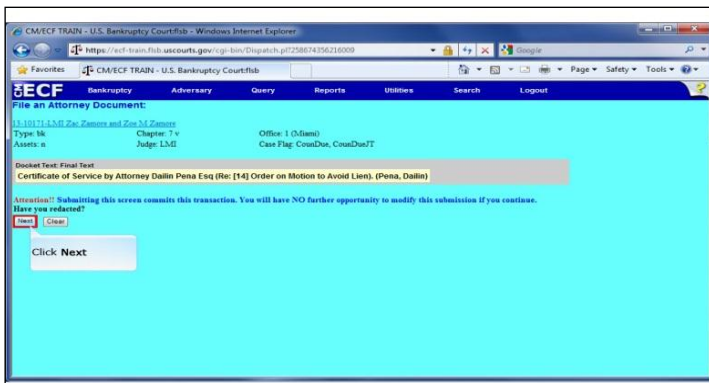 CM/ECF TRAIN - U.S. Bankruptcy Court:flsb - Windows Internet Explorer
https://ecf-train.flsb.uscourts.gov/cgi-bin/Dispatch.pl?258674356216009
Google
Favorites CM/ECF TRAIN - U.S. Bankruptcy Court:flsb Page Safety Tools
ECF Bankruptcy Adversary Query Reports Utilities Search Logout ?
File an Attorney Document:
13-10171-LMI Zac Zamore and Zoe M Zamore
Type: bk Chapter: 7 v Office: 1 (Miami)
Assets: n Judge: LMI Case Flag: CounDue, CounDueJT
Docket Text: Final Text
Certificate of Service by Attorney Dailin Pena Esq (Re: [14] Order on Motion to Avoid Lien). (Pena, Dailin)
Attention!! Submitting this screen commits this transaction. You will have NO further opportunity to modify this submission if you continue.
Have you redacted?
Next Clear
Click Next